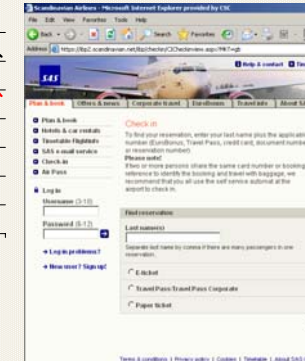 Scandinavian Airlines - Microsoft Internet Explorer provided by CSC
File Edit View Favorites Tools Help
Back Search Favorites
Address
Help & contact
SAS
Plan & book Offers & news Corporate travel EuroBonus Travel info About SA
Plan & book
Hotels & car rentals
Timetable Flightinfo
SAS e-mail service
Check-in
Air Pass
Log in
Username (3-10)
Password (6-12)
Log in problems?
New user? Sign up!
Check in
To find your reservation, enter your last name plus the applicable
number (EuroBonus, Travel Pass, credit card, document number
or reservation number).
Please note!
If two or more persons share the same card number or booking
reference to identify the booking and travel with baggage, we
recommend that you all use the self service automat at the
airport to check in.
Find reservation
Last name(s)
Separate last name by comma if there are many passengers in one
reservation.
E-ticket
Travel Pass/Travel Pass Corporate
Paper ticket
Terms & conditions | Privacy policy | Cookies | Timetable | About SAS